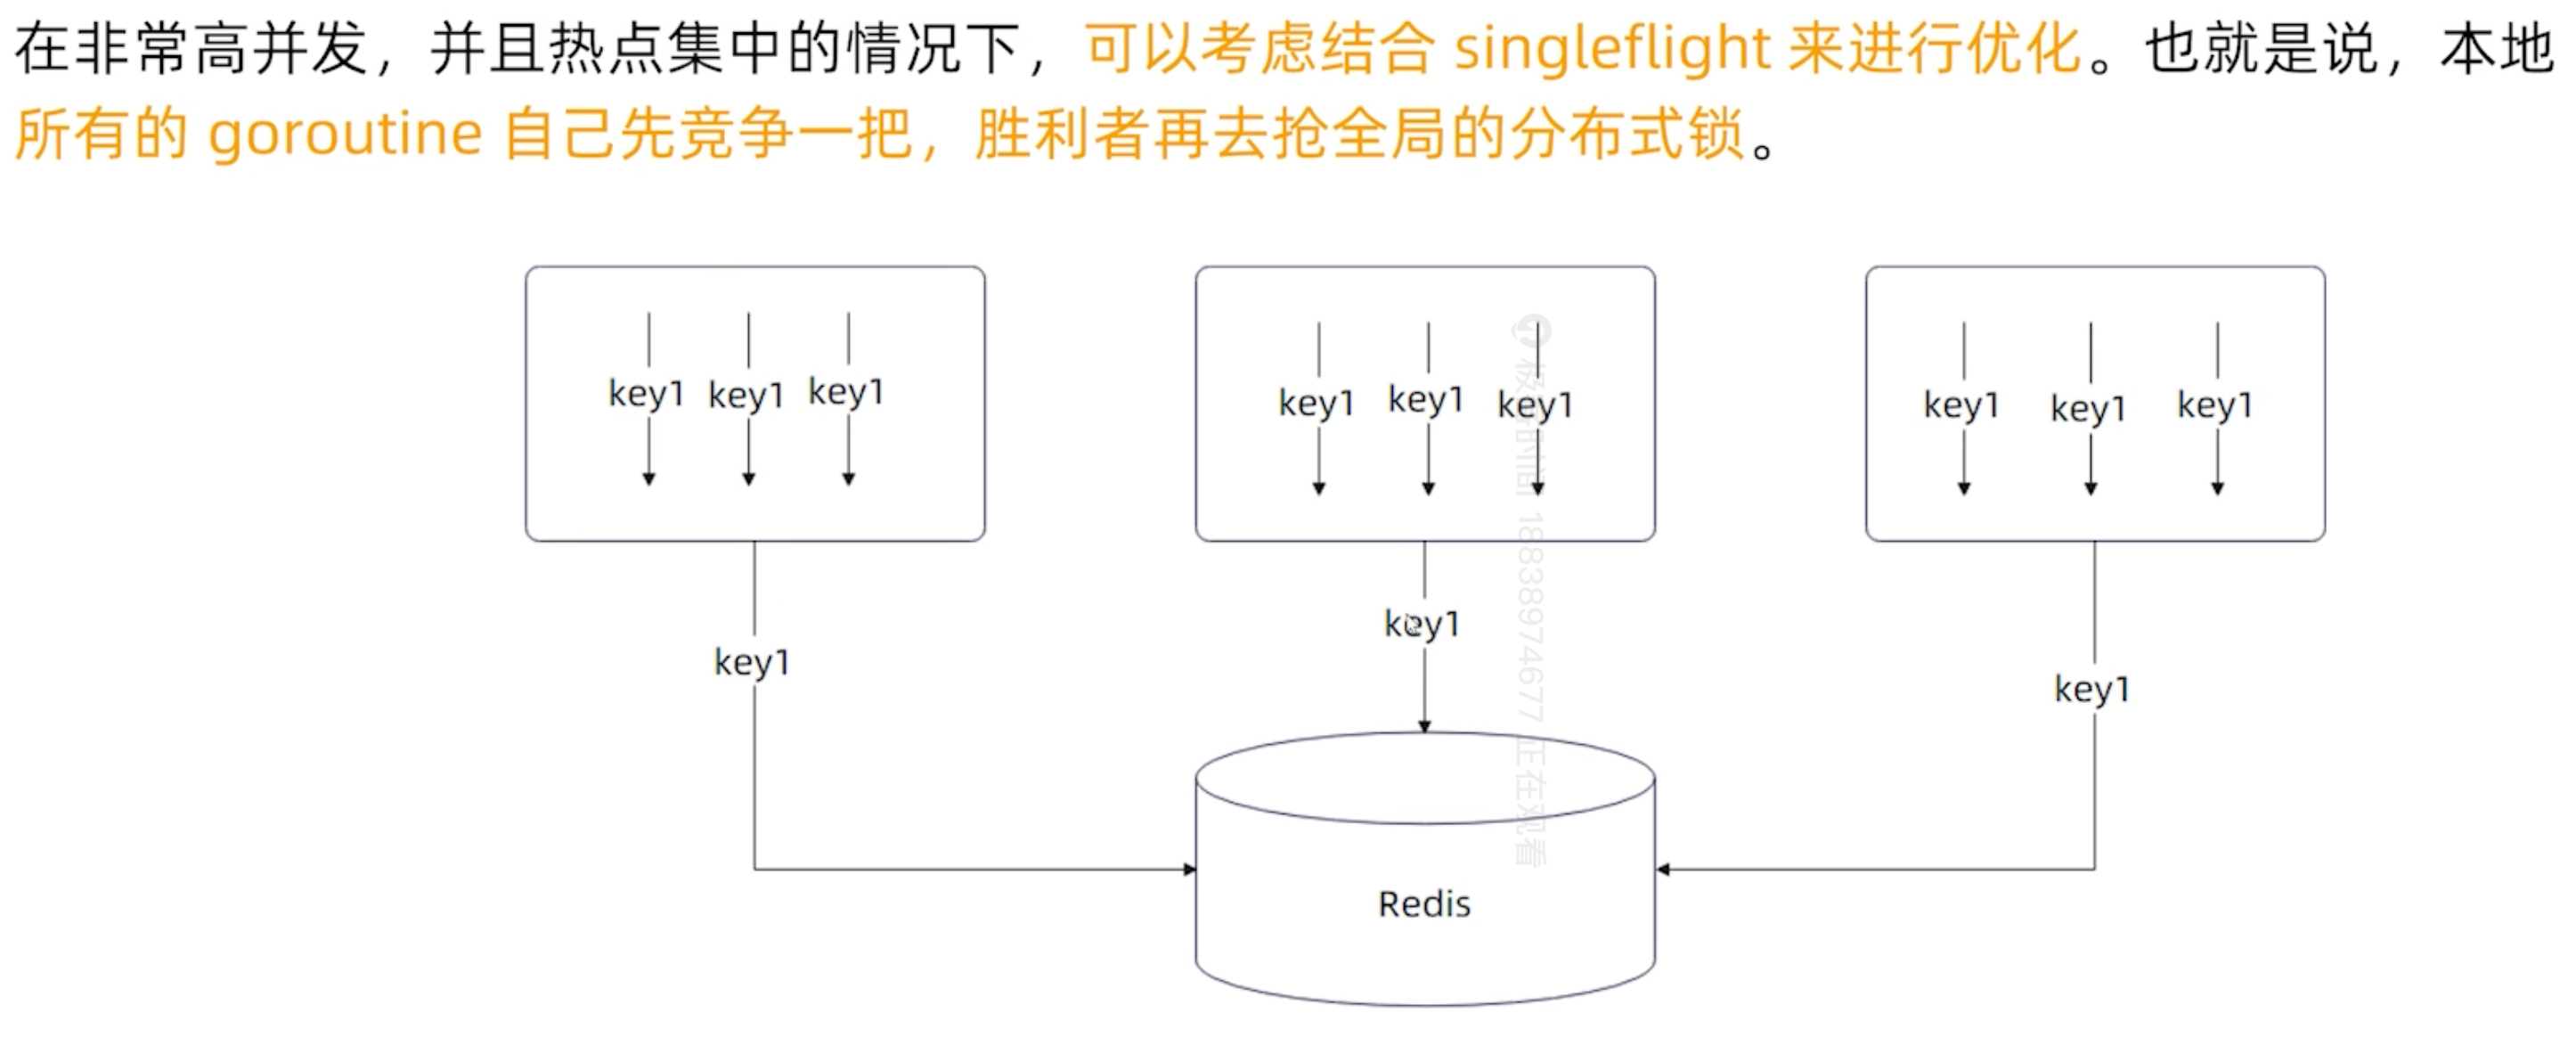 在非常高并发，并且热点集中的情况下，可以考虑结合 singleflight 来进行优化。也就是说，本地
所有的 goroutine 自己先竞争一把，胜利者再去抢全局的分布式锁。
key1 key1 key1
key1 key1 key1
key1 key1 key1
key1
key1
key1
Redis
极客时间 18838974677 正在观看